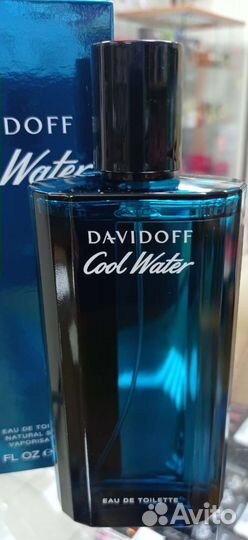 DOFF
Water
EAU DE TOI
NATURAL S
VAPORISA
FL OZ
DAVIDOFF
Cool Water
EAU DE TOILETTE
Avito